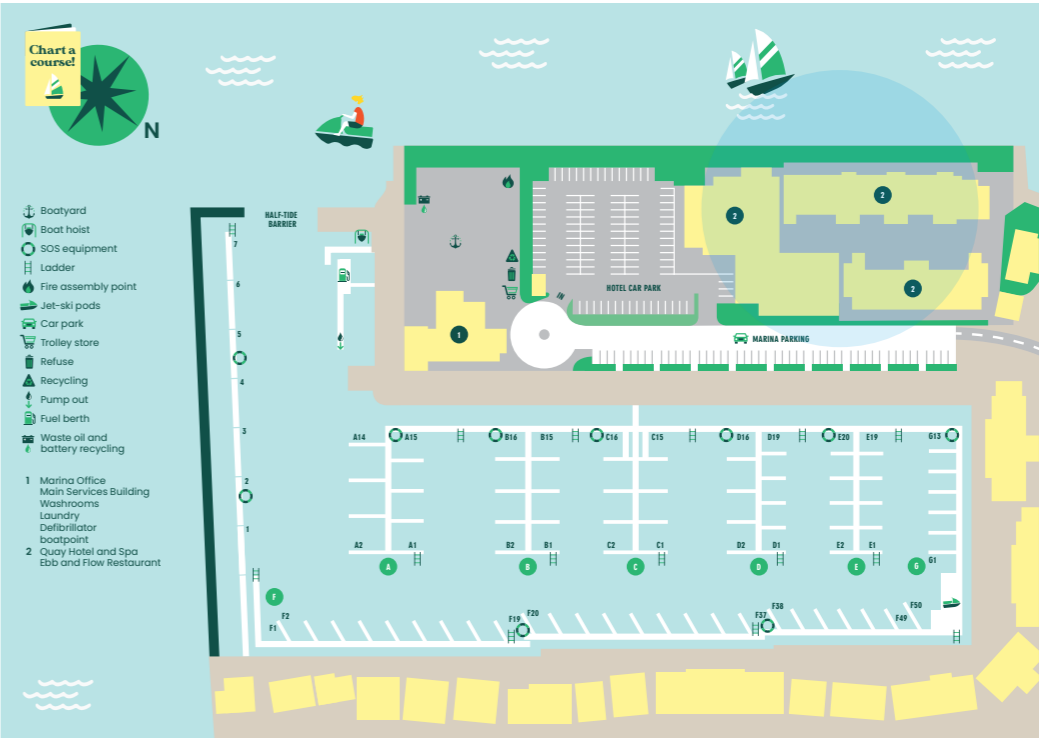 Chart a
course!
N
Boatyard
Boat hoist
SOS equipment
Ladder
Fire assembly point
Jet-ski pods
Car park
Trolley store
Refuse
Recycling
Pump out
Fuel berth
Waste oil and
battery recycling
1 Marina Office
Main Services Building
Washrooms
Laundry
Defibrillator
boatpoint
2 Quay Hotel and Spa
Ebb and Flow Restaurant
HALF-TIDE
BARRIER
7
6
5
4
3
2
1
2
2
2
1
HOTEL CAR PARK
IN
MARINA PARKING
A14 A15 B16 B15 C16 C15 D16 D19 E20 E19 G13
A2 A1 B2 B1 C2 C1 D2 D1 E2 E1 G1
A B C D E G
F
F1 F2 F19 F20 F37 F38 F49 F50